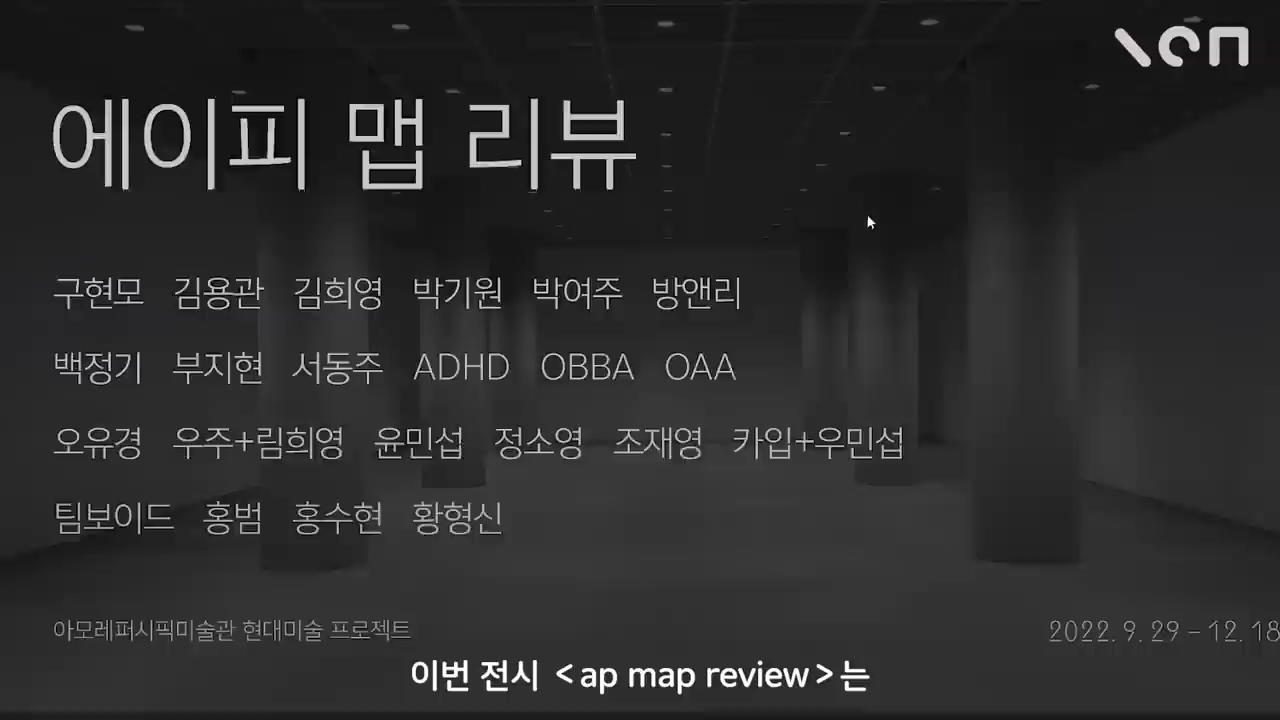 에이피 맵 리뷰
구현모 김용관 김희영 박기원 박여주 방앤리
백정기 부지현 서동주 ADHD OBBA OAA
오유경 우주+림희영 윤민섭 정소영 조재영 카입+우민섭
팀보이드 홍범 홍수현 황형신
아모레퍼시픽미술관 현대미술 프로젝트
2022. 9. 29 – 12. 18
이번 전시 <ap map review>는